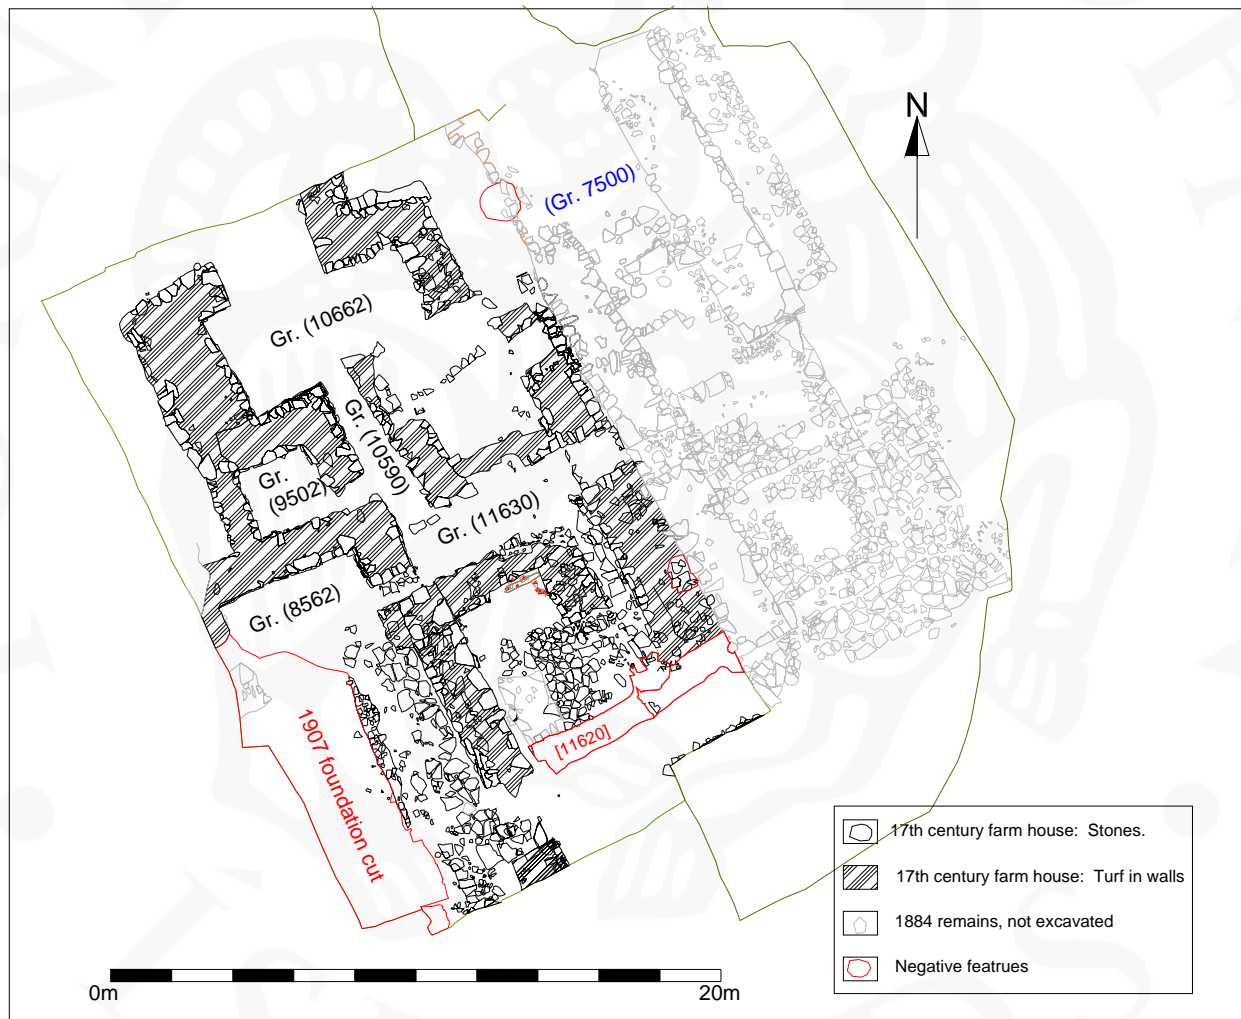 N
(Gr. 7500)
Gr. (10662)
Gr. (10590)
Gr.
(9502)
Gr. (11630)
Gr. (8562)
1907 foundation cut
[11620]
17th century farm house: Stones.
17th century farm house: Turf in walls
1884 remains, not excavated
Negative featrues
0m
20m